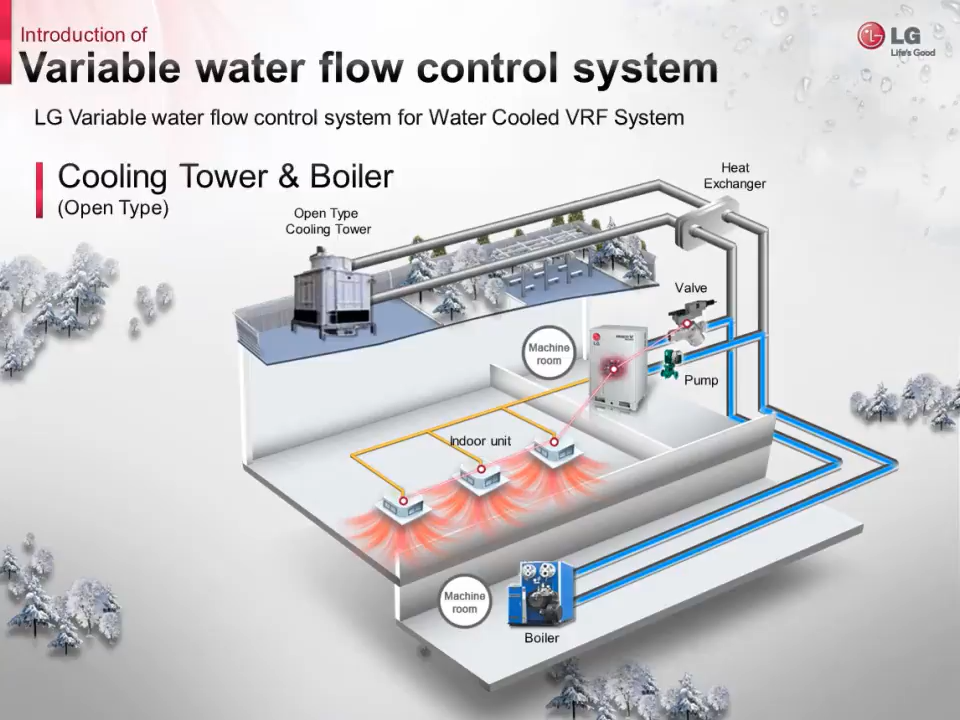 Introduction of
Variable water flow control system
LG
Life's Good
LG Variable water flow control system for Water Cooled VRF System
Cooling Tower & Boiler
(Open Type)
Heat
Exchanger
Open Type
Cooling Tower
Valve
Machine
room
LG
Pump
Indoor unit
Machine
room
Boiler